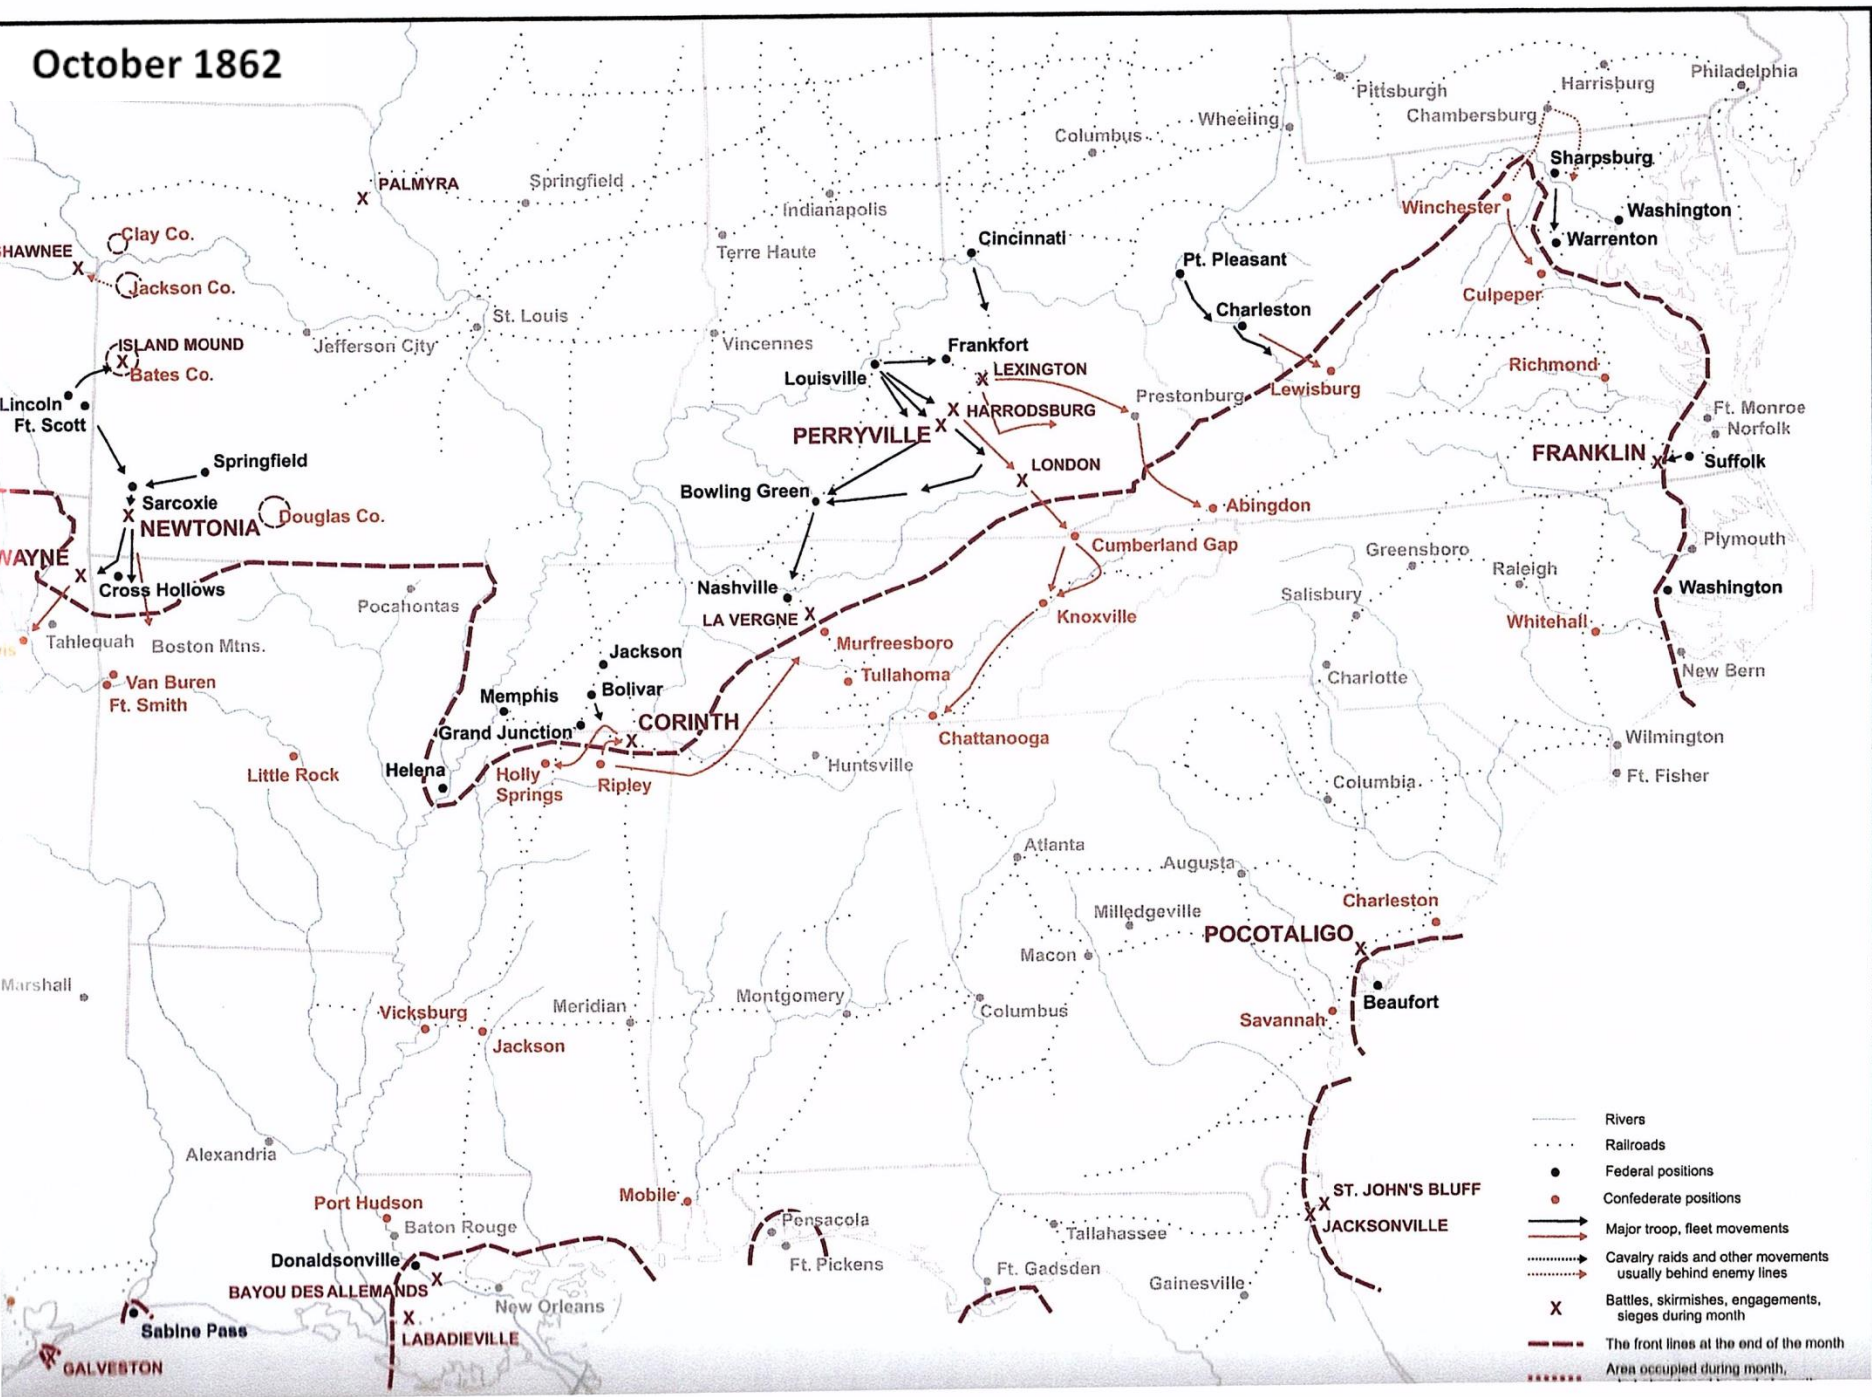 October 1862
Philadelphia
Harrisburg
Pittsburgh
Chambersburg
Wheeling
Columbus
Sharpsburg
PALMYRA
Springfield
Indianapolis
Winchester
Washington
Warrenton
Clay Co.
SHAWNEE
Jackson Co.
Terre Haute
Cincinnati
Pt. Pleasant
Culpeper
Charleston
St. Louis
Jefferson City
Vincennes
Frankfort
ISLAND MOUND
Bates Co.
Louisville
LEXINGTON
Lewisburg
Richmond
Prestonburg
Lincoln
Ft. Scott
HARRODSBURG
PERRYVILLE
Ft. Monroe
Norfolk
FRANKLIN
Suffolk
Springfield
LONDON
Bowling Green
Sarcoxie
NEWTONIA
Douglas Co.
Abingdon
Cumberland Gap
Greensboro
Plymouth
WAYNE
Cross Hollows
Raleigh
Nashville
Washington
Pocahontas
Salisbury
LA VERGNE
Knoxville
Whitehall
Tahlequah
Boston Mtns.
Murfreesboro
Jackson
New Bern
Van Buren
Ft. Smith
Tullahoma
Charlotte
Memphis
Bolivar
Grand Junction
CORINTH
Chattanooga
Wilmington
Helena
Little Rock
Holly
Springs
Ripley
Huntsville
Columbia
Ft. Fisher
Atlanta
Augusta
Charleston
Milledgeville
POCOTALIGO
Macon
Marshall
Vicksburg
Meridian
Montgomery
Columbus
Beaufort
Savannah
Jackson
Alexandria
Port Hudson
Mobile
Baton Rouge
Pensacola
Tallahassee
ST. JOHN'S BLUFF
JACKSONVILLE
Donaldsonville
Ft. Pickens
Ft. Gadsden
Gainesville
BAYOU DES ALLEMANDS
New Orleans
Sabine Pass
LABADIEVILLE
GALVESTON
Rivers
Railroads
Federal positions
Confederate positions
Major troop, fleet movements
Cavalry raids and other movements
usually behind enemy lines
Battles, skirmishes, engagements,
sieges during month
The front lines at the end of the month
Area occupied during month,